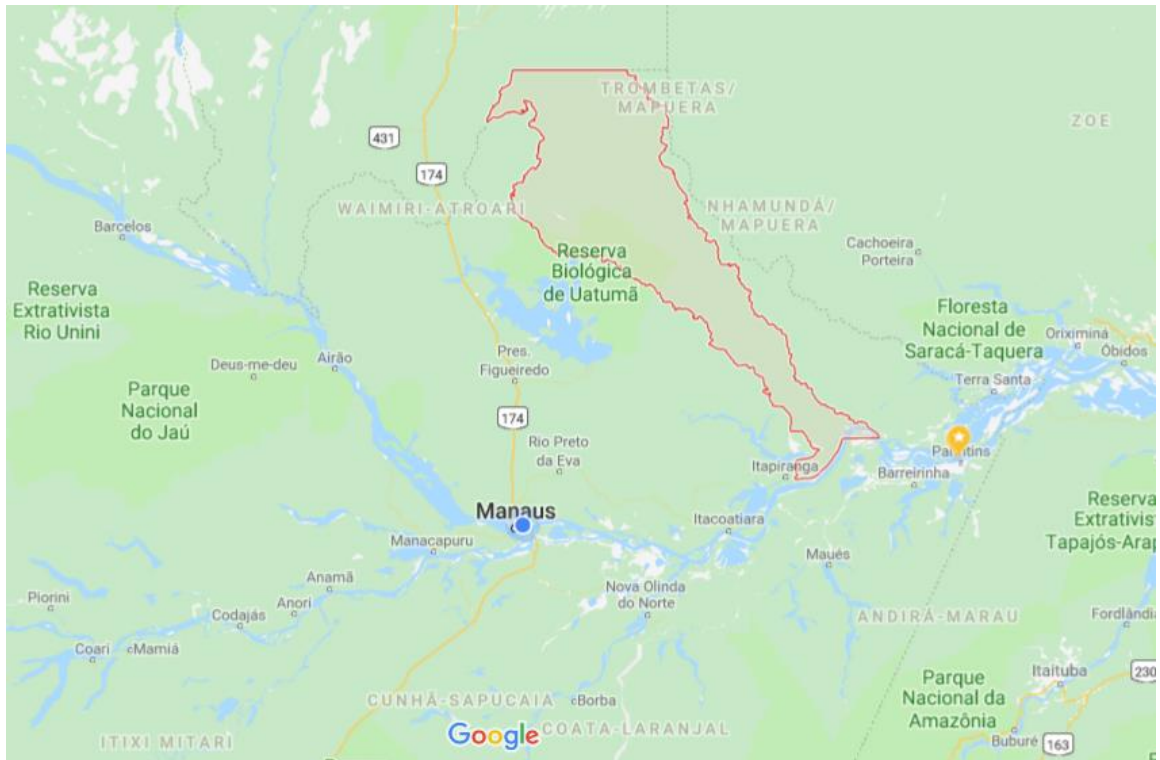 TROMBETAS/
MAPUERA
ZOE
431
174
WAIMIRI-ATROARI
NHAMUNDÁ/
MAPUERA
Barcelos
Cachoeira
Porteira
Reserva
Biológica
de Uatumã
Reserva
Extrativista
Rio Unini
Floresta
Nacional de
Saracá-Taquera
Oriximiná
Óbidos
Airão
Deus-me-deu
Pres.
Figueiredo
Terra Santa
Parque
Nacional
do Jaú
174
Rio Preto
da Eva
Itapiranga
Parintins
Barreirinha
Manaus
Itacoatiara
Reserva
Extrativist
Tapajós-Arap
Manacapuru
Maués
Anamã
Nova Olinda
do Norte
Piorini
Anori
Codajás
ANDIRÁ-MARAU
Fordlândia
Coari
Mamiá
Itaituba
230
Parque
Nacional da
Amazônia
CUNHÃ-SAPUCAIA
Borba
COATA-LARANJAL
Google
ITIXI MITARI
Buburé
163